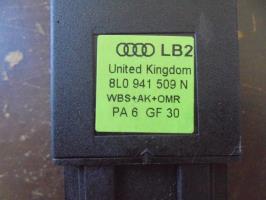 LB2
United Kingdom
8L0 941 509 N
WBS+AK+OMR
PA 6 GF 30